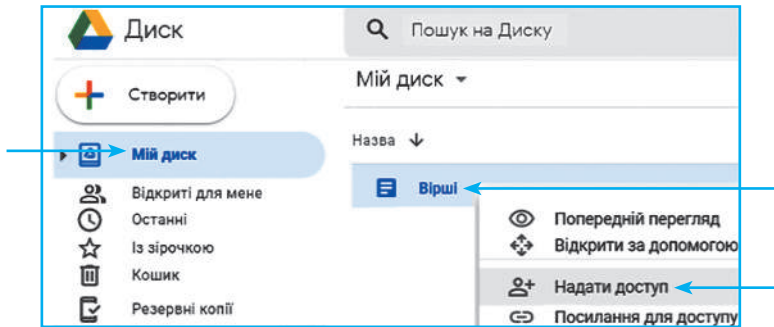 Диск
Пошук на Диску
Створити
Мій диск
Мій диск
Назва
Відкриті для мене
Останні
Із зірочкою
Кошик
Резервні копії
Вірші
Попередній перегляд
Відкрити за допомогою
Надати доступ
Посилання для доступу